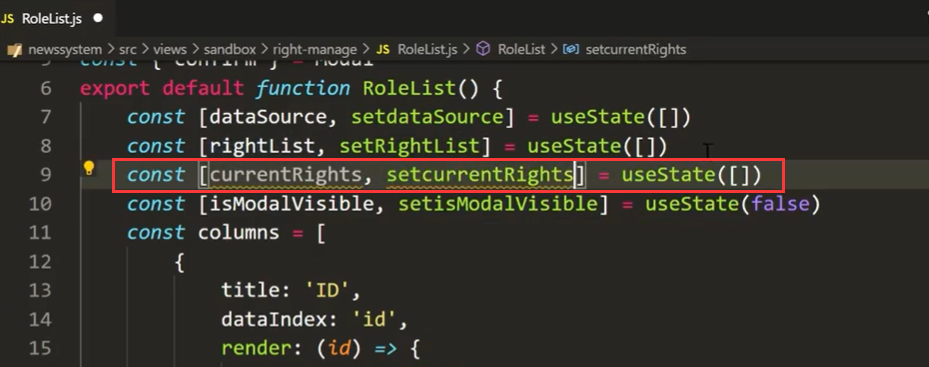 JS RoleList.js ●
newssystem > src > views > sandbox > right-manage > JS RoleList.js > RoleList > setcurrentRights
5 const { confirm } = Modal
6 export default function RoleList() {
7 const [dataSource, setdataSource] = useState([])
8 const [rightList, setRightList] = useState([])
9 const [currentRights, setcurrentRights] = useState([])
10 const [isModalVisible, setisModalVisible] = useState(false)
11 const columns = [
12 {
13 title: 'ID',
14 dataIndex: 'id',
15 render: (id) => {